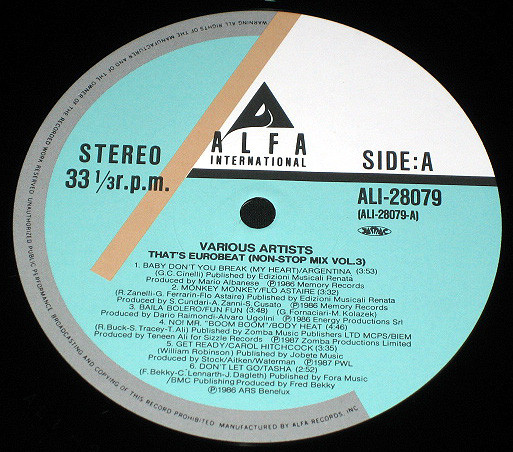 WARNING. ALL RIGHTS OF THE MANUFACTURER AND OF THE OWNER OF THE RECORDED WORK RESERVED. UNAUTHORIZED PUBLIC PERFORMANCE, BROADCASTING AND COPYING OF THIS RECORD PROHIBITED. MANUFACTURED BY ALFA RECORDS, INC.
ALFA
INTERNATIONAL
STEREO
33 1/3r.p.m.
SIDE:A
ALI-28079
(ALI-28079-A)
VARIOUS ARTISTS
THAT'S EUROBEAT (NON-STOP MIX VOL.3)
1. BABY DON'T YOU BREAK (MY HEART)/ARGENTINA (3:53)
(G.C. Cinelli) Published by Edizioni Musicali Renata
Produced by Mario Albanese Ⓟ1986 Memory Records
2. MONKEY MONKEY/FLO ASTAIRE (3:32)
(R. Zanelli-G. Ferrarin-Flo Astaire) Published by Edizioni Musicali Renata
Produced by S. Cundari-A. Zenni-S. Cusato Ⓟ1986 Memory Records
3. BAILA BOLERO/FUN FUN (3:48) (G. Fornaciari-M. Kolazek)
Produced by Dario Raimondi-Alvaro Ugolini Ⓟ1986 Energy Productions Srl
4. NO! MR. "BOOM BOOM"/BODY HEAT (4:46)
(R. Buck-S. Tracey-T. Ali) Published by Zomba Music Publishers LTD MCPS/BIEM
Produced by Teneen Ali for Sizzle Records Ⓟ1987 Zomba Productions Limited
5. GET READY/CAROL HITCHCOCK (3:35)
(William Robinson) Published by Jobete Music
Produced by Stock/Aitken/Waterman Ⓟ1987 PWL
6. DON'T LET GO/TASHA (2:52)
(F. Bekky-C. Lennarth-J. Dagleth) Published by Fora Music
/BMC Publishing Produced by Fred Bekky
Ⓟ1986 ARS Benelux